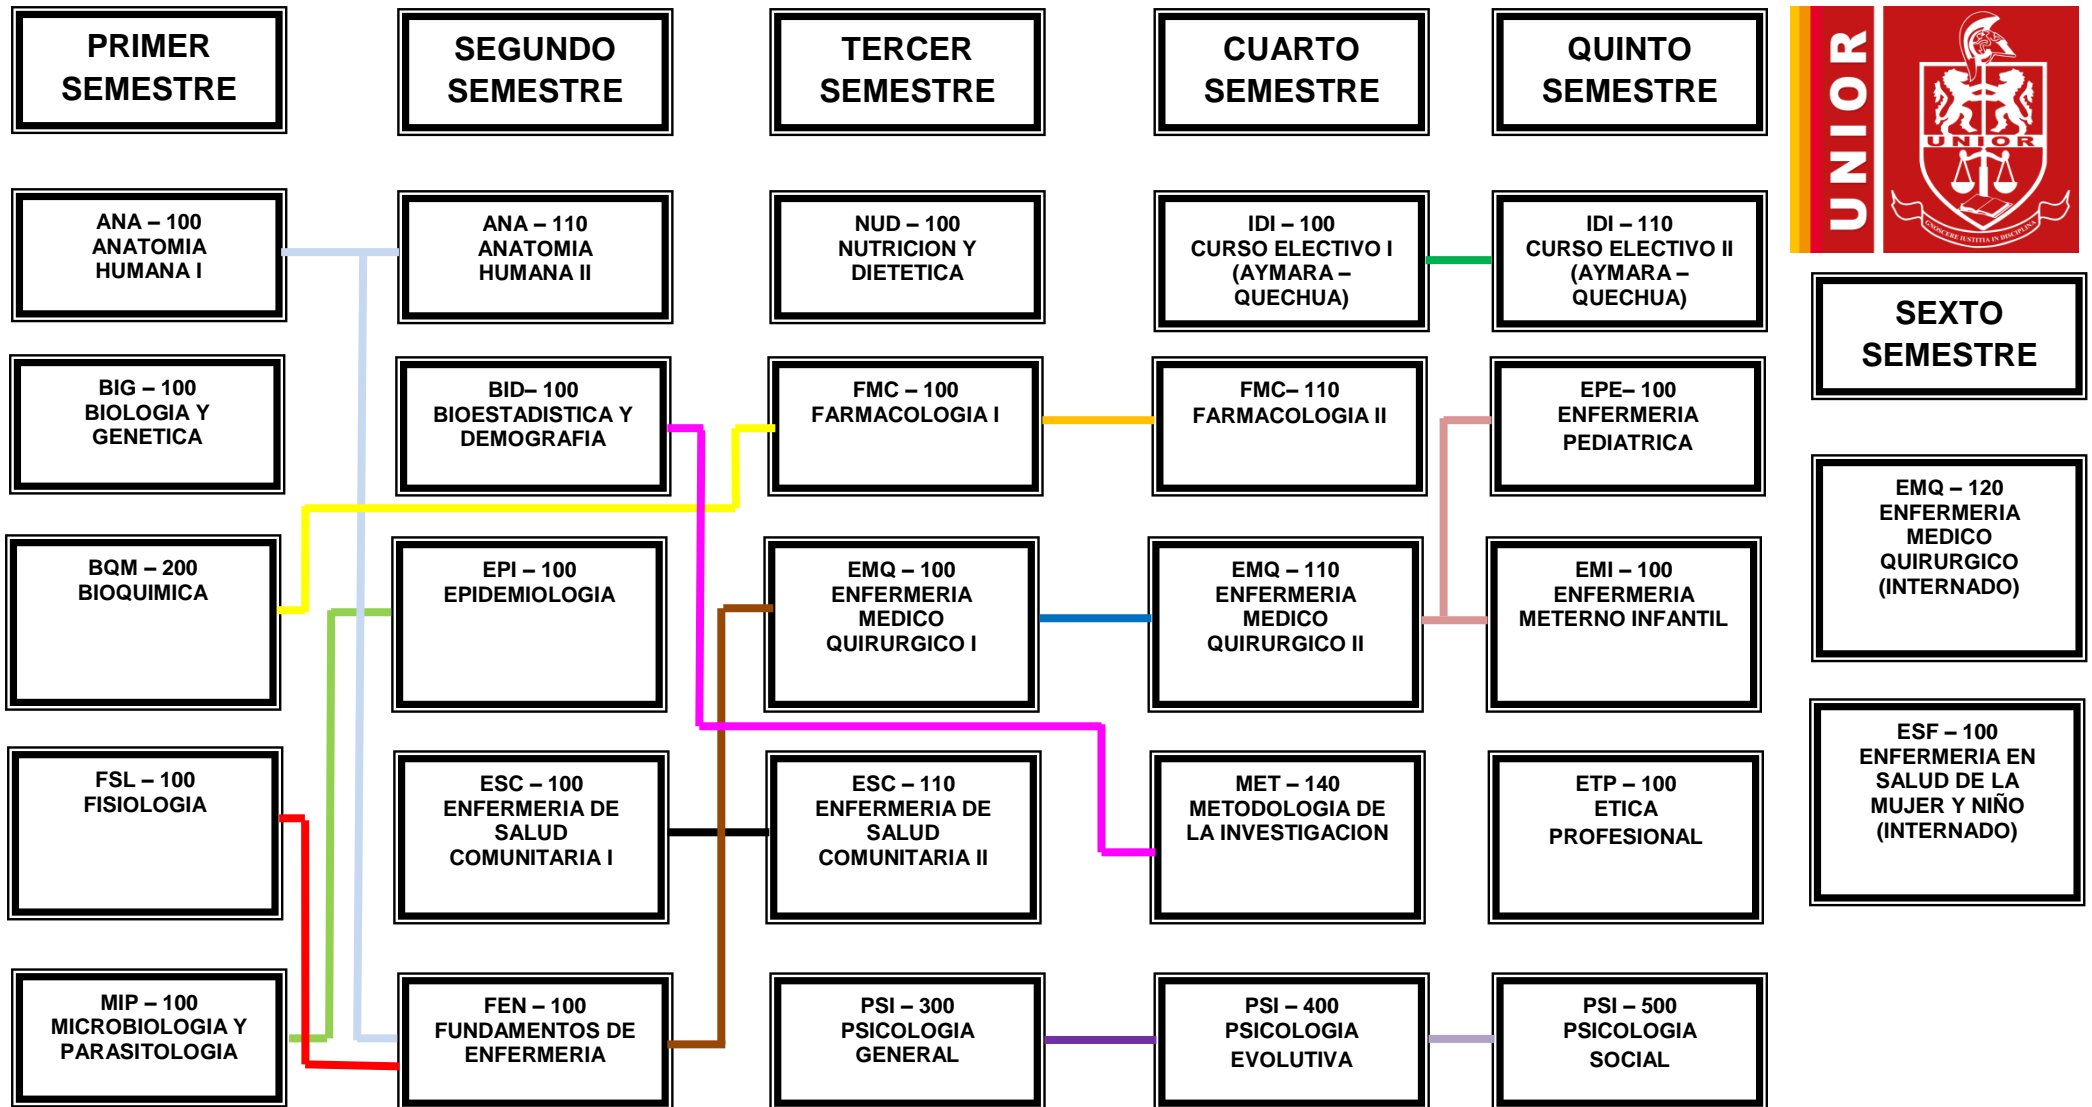 PRIMER
SEMESTRE
SEGUNDO
SEMESTRE
TERCER
SEMESTRE
CUARTO
SEMESTRE
QUINTO
SEMESTRE
UNIOR
UNIOR
GNOSCERE IUSTITIA IN DISCIPLINA
ANA – 100
ANATOMIA
HUMANA I
ANA – 110
ANATOMIA
HUMANA II
NUD – 100
NUTRICION Y
DIETETICA
IDI – 100
CURSO ELECTIVO I
(AYMARA –
QUECHUA)
IDI – 110
CURSO ELECTIVO II
(AYMARA –
QUECHUA)
SEXTO
SEMESTRE
BIG – 100
BIOLOGIA Y
GENETICA
BID– 100
BIOESTADISTICA Y
DEMOGRAFIA
FMC – 100
FARMACOLOGIA I
FMC– 110
FARMACOLOGIA II
EPE– 100
ENFERMERIA
PEDIATRICA
EMQ – 120
ENFERMERIA
MEDICO
QUIRURGICO
(INTERNADO)
BQM – 200
BIOQUIMICA
EPI – 100
EPIDEMIOLOGIA
EMQ – 100
ENFERMERIA
MEDICO
QUIRURGICO I
EMQ – 110
ENFERMERIA
MEDICO
QUIRURGICO II
EMI – 100
ENFERMERIA
METERNO INFANTIL
ESF – 100
ENFERMERIA EN
SALUD DE LA
MUJER Y NIÑO
(INTERNADO)
FSL – 100
FISIOLOGIA
ESC – 100
ENFERMERIA DE
SALUD
COMUNITARIA I
ESC – 110
ENFERMERIA DE
SALUD
COMUNITARIA II
MET – 140
METODOLOGIA DE
LA INVESTIGACION
ETP – 100
ETICA
PROFESIONAL
MIP – 100
MICROBIOLOGIA Y
PARASITOLOGIA
FEN – 100
FUNDAMENTOS DE
ENFERMERIA
PSI – 300
PSICOLOGIA
GENERAL
PSI – 400
PSICOLOGIA
EVOLUTIVA
PSI – 500
PSICOLOGIA
SOCIAL